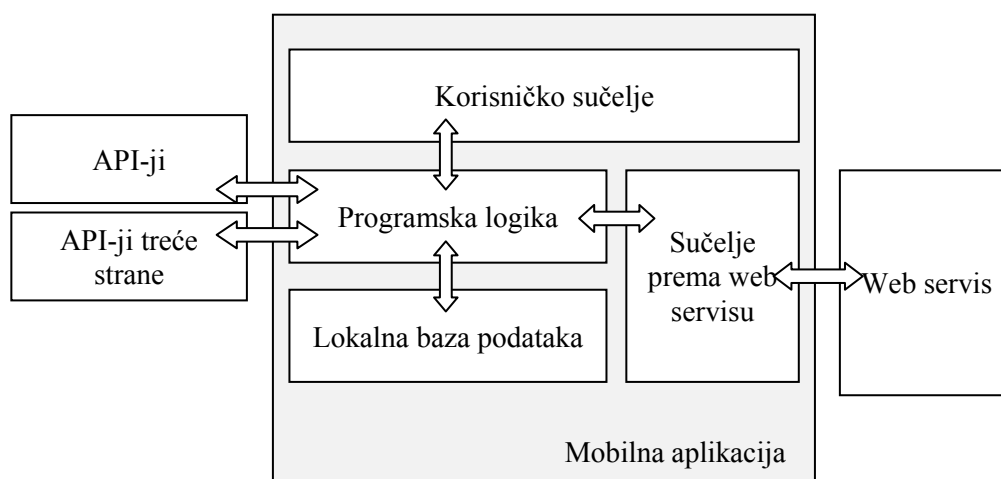 Korisničko sučelje
API-ji
API-ji treće
strane
Programska logika
Sučelje
prema web
servisu
Web servis
Lokalna baza podataka
Mobilna aplikacija